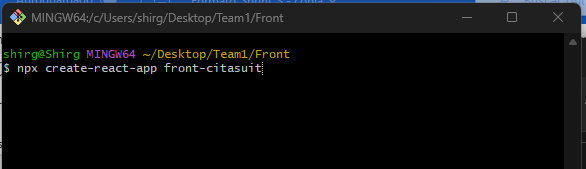 MINGW64:/c/Users/shirg/Desktop/Team1/Front
shirg@Shirg MINGW64 ~/Desktop/Team1/Front
$ npx create-react-app front-citasuit